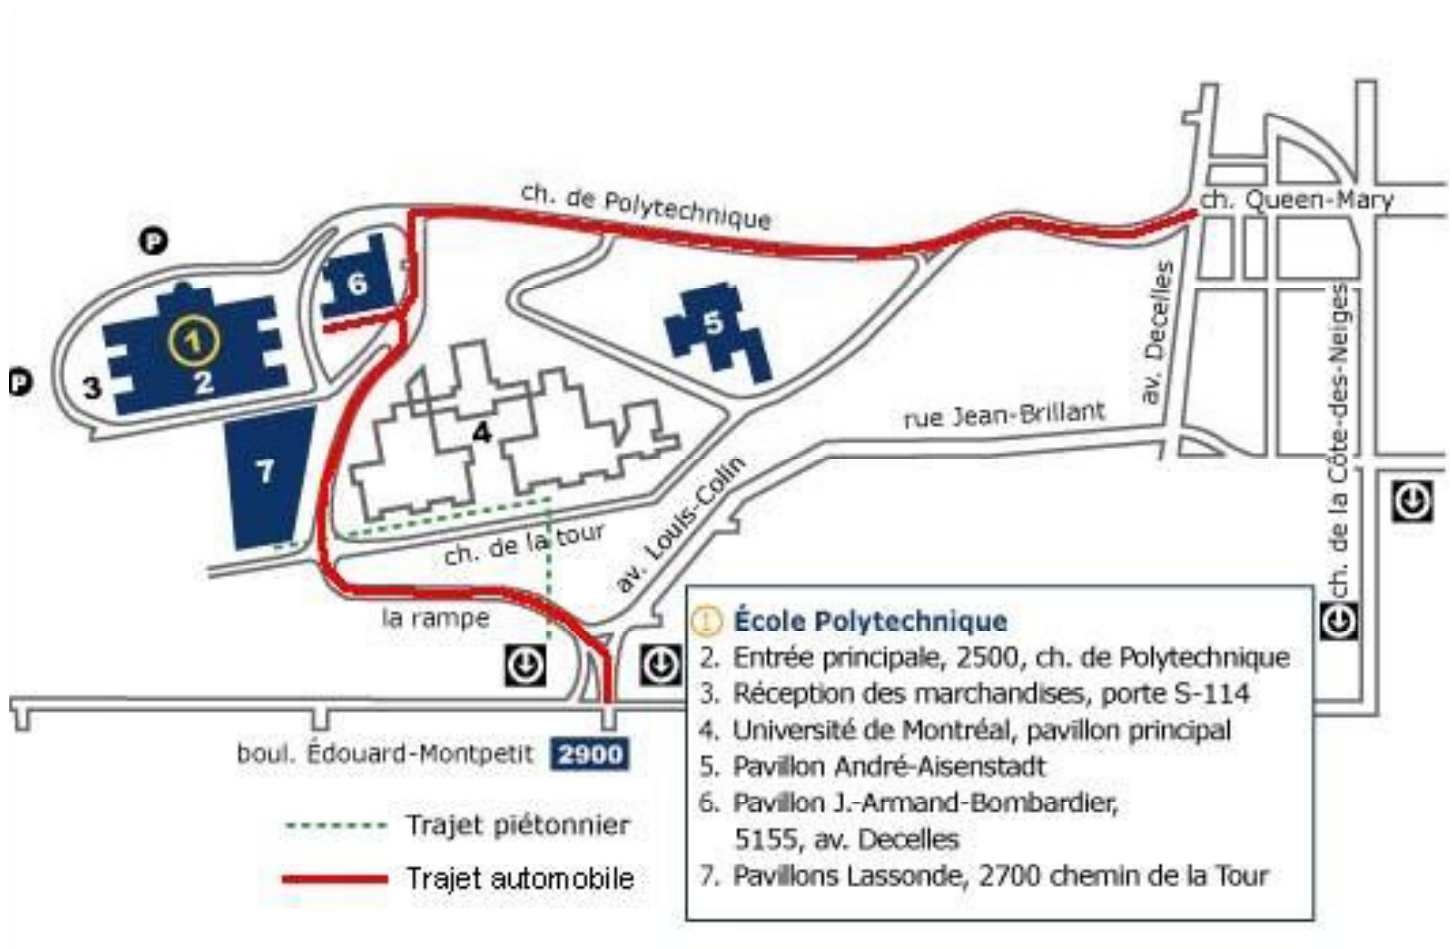 ch. de Polytechnique
ch. Queen-Mary
P
6
av. Decelles
ch. de la Côte-des-Neiges
1
5
P
3
2
rue Jean-Brillant
4
7
av. Louis-Colin
ch. de la tour
la rampe
1 École Polytechnique
2. Entrée principale, 2500, ch. de Polytechnique
3. Réception des marchandises, porte S-114
4. Université de Montréal, pavillon principal
5. Pavillon André-Aisenstadt
6. Pavillon J.-Armand-Bombardier,
5155, av. Decelles
7. Pavillons Lassonde, 2700 chemin de la Tour
boul. Édouard-Montpetit 2900
Trajet piétonnier
Trajet automobile